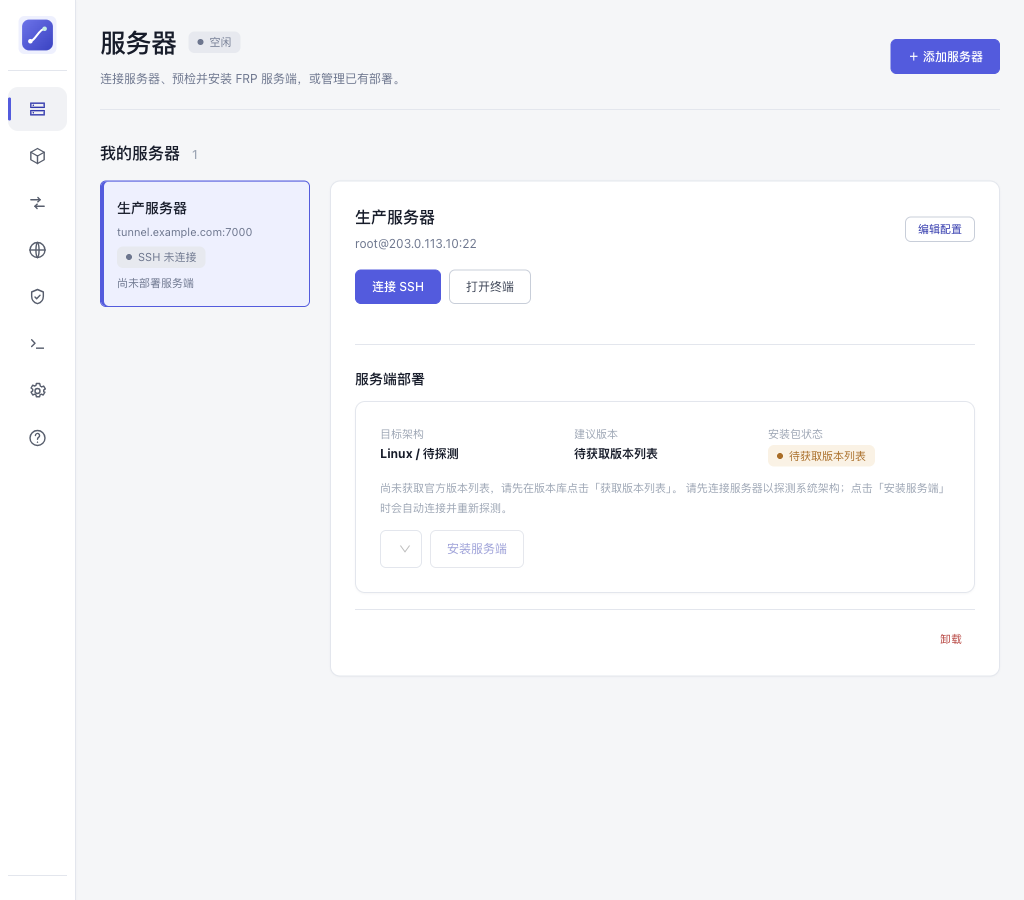 服务器
空闲
连接服务器、预检并安装 FRP 服务端，或管理已有部署。
+ 添加服务器
我的服务器 1
生产服务器
tunnel.example.com:7000
SSH 未连接
尚未部署服务端
生产服务器
root@203.0.113.10:22
编辑配置
连接 SSH
打开终端
服务端部署
目标架构
Linux / 待探测
建议版本
待获取版本列表
安装包状态
待获取版本列表
尚未获取官方版本列表，请先在版本库点击「获取版本列表」。 请先连接服务器以探测系统架构；点击「安装服务端」
时会自动连接并重新探测。
安装服务端
卸载